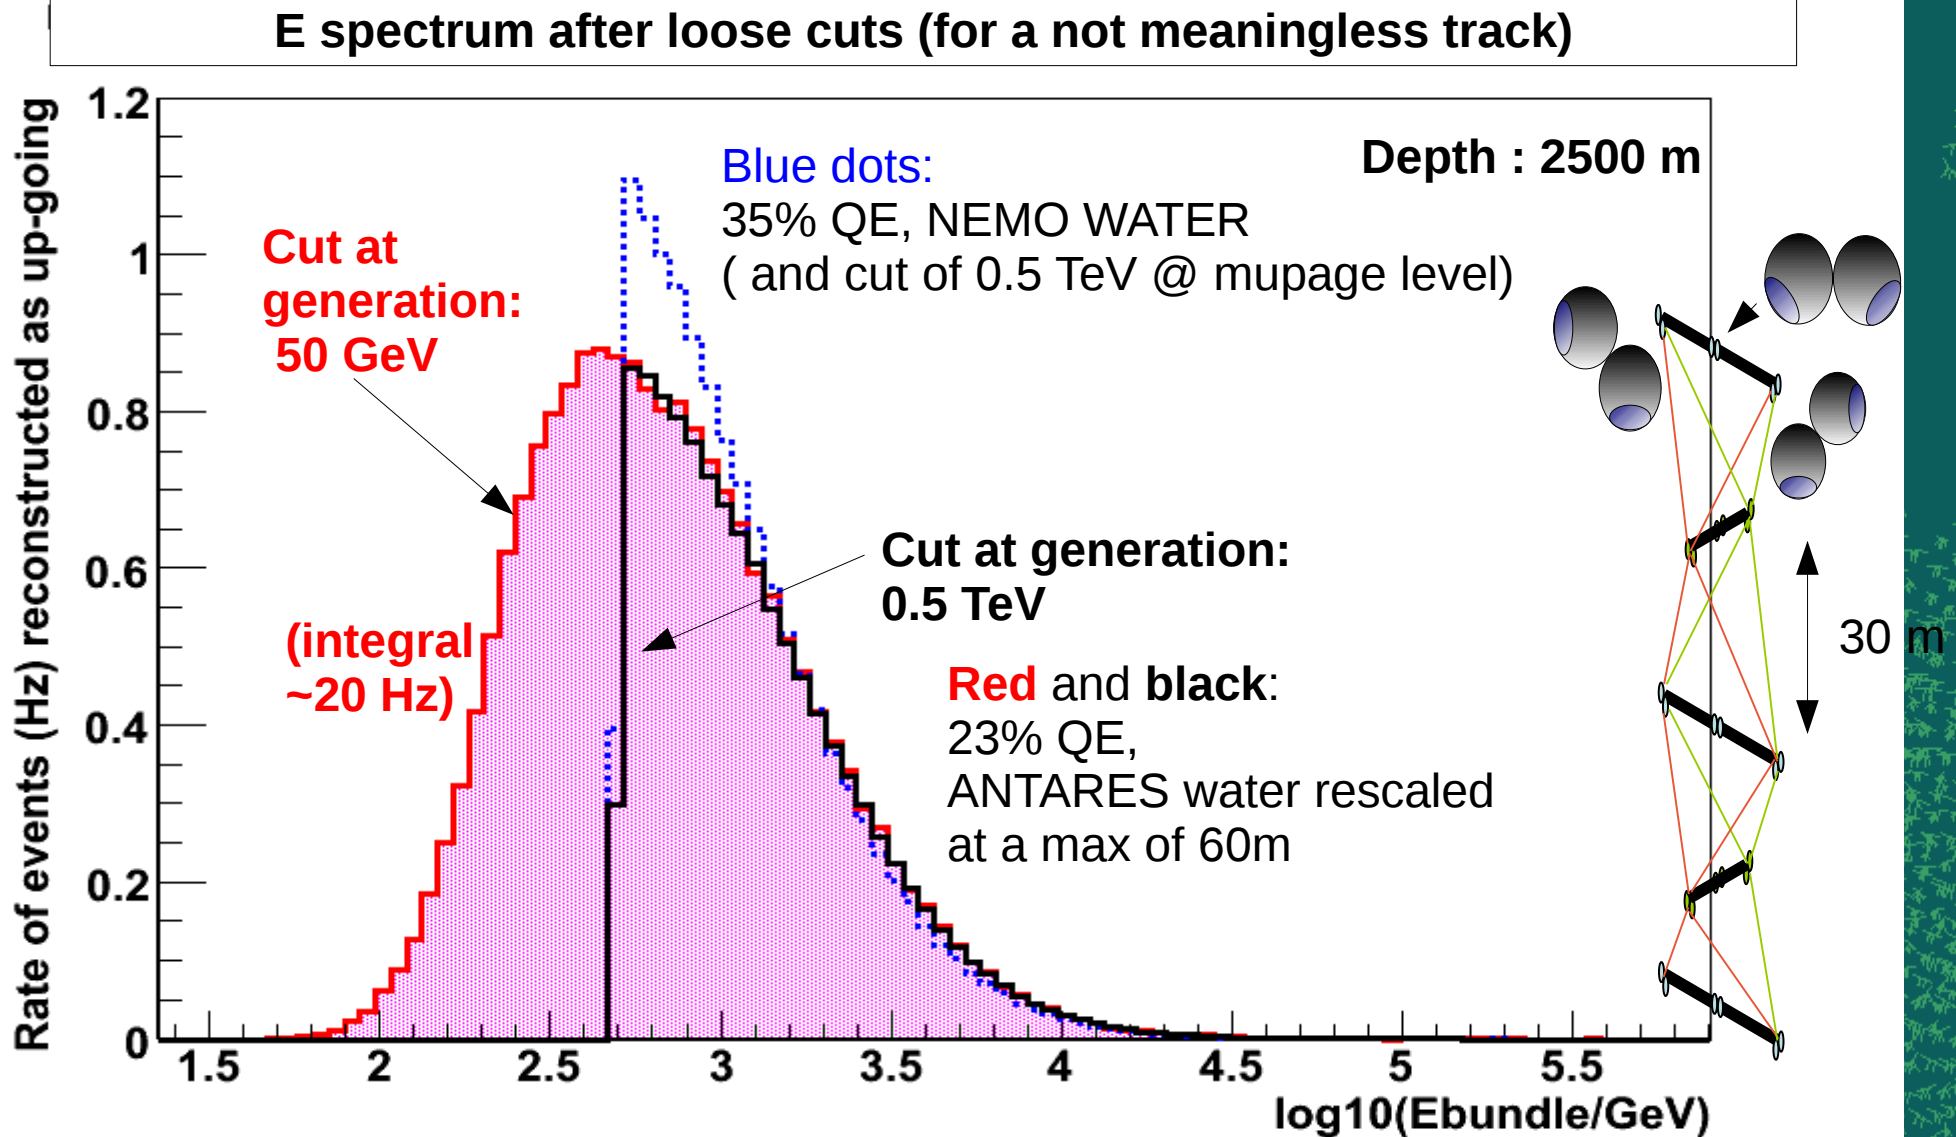 E spectrum after loose cuts (for a not meaningless track)
Rate of events (Hz) reconstructed as up-going
1.2
1
0.8
0.6
0.4
0.2
0
Blue dots:
35% QE, NEMO WATER
( and cut of 0.5 TeV @ mupage level)
Depth : 2500 m
Cut at
generation:
50 GeV
(integral
~20 Hz)
Cut at generation:
0.5 TeV
Red and black:
23% QE,
ANTARES water rescaled
at a max of 60m
30 m
1.5 2 2.5 3 3.5 4 4.5 5 5.5
log10(Ebundle/GeV)